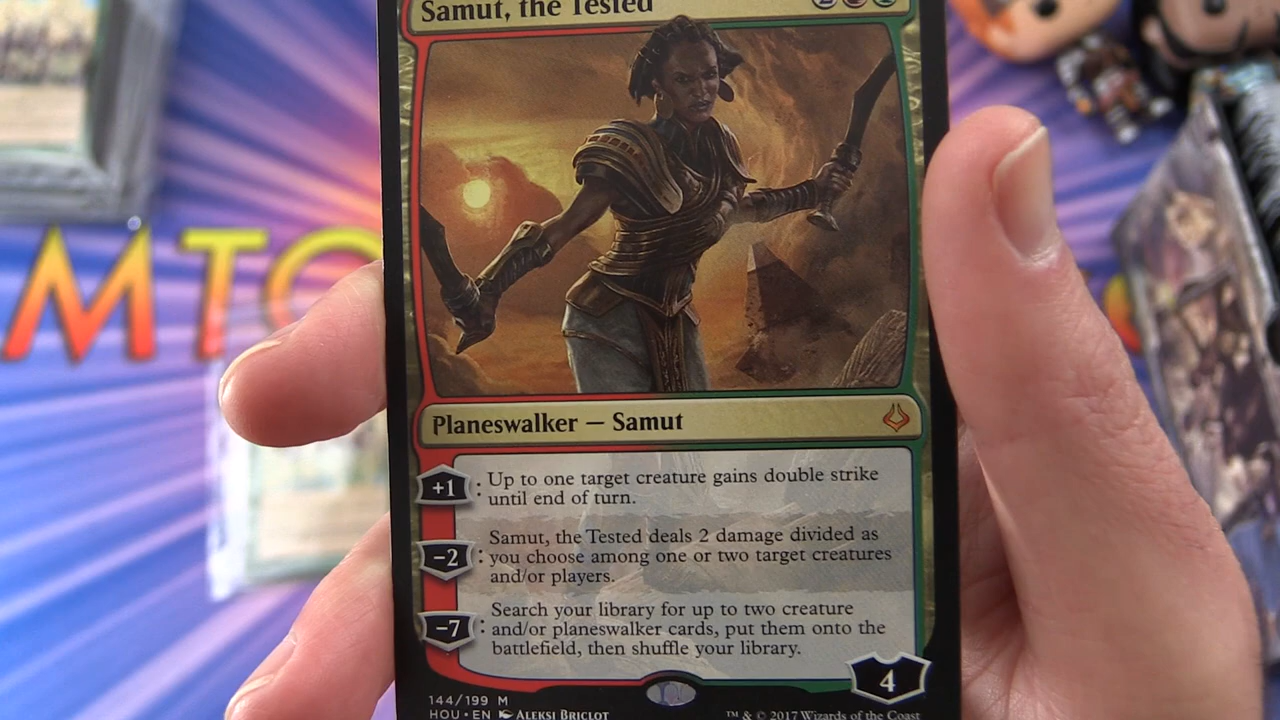 Samut, the Tested
MTG
Planeswalker — Samut
+1: Up to one target creature gains double strike
until end of turn.
Samut, the Tested deals 2 damage divided as
−2: you choose among one or two target creatures
and/or players.
Search your library for up to two creature
−7: and/or planeswalker cards, put them onto the
battlefield, then shuffle your library.
4
144/199 M
HOU • EN Aleksi Briclot
™ & © 2017 Wizards of the Coast